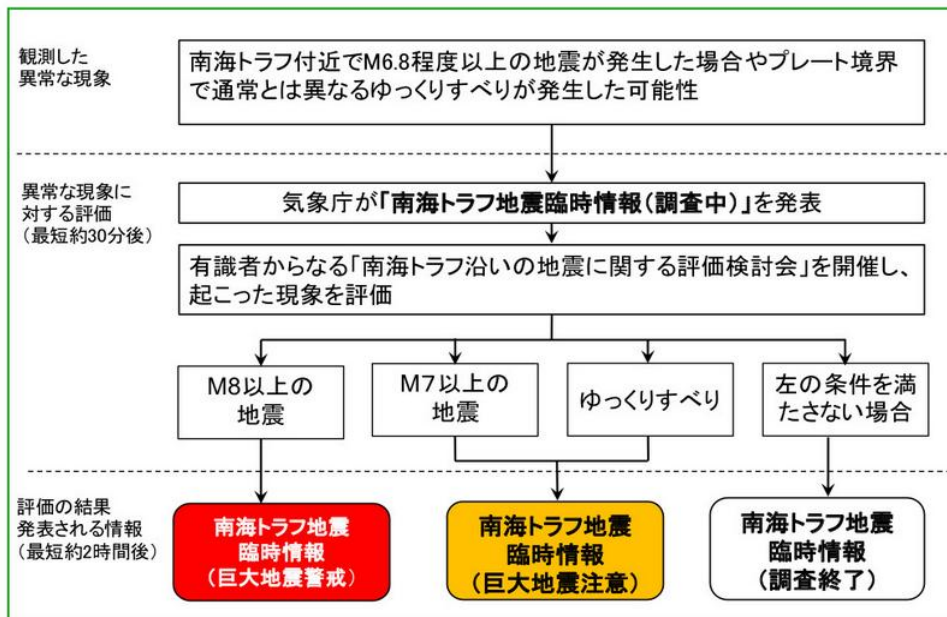 観測した
異常な現象
南海トラフ付近でM6.8程度以上の地震が発生した場合やプレート境界
で通常とは異なるゆっくりすべりが発生した可能性
異常な現象に
対する評価
（最短約30分後）
気象庁が「南海トラフ地震臨時情報（調査中）」を発表
有識者からなる「南海トラフ沿いの地震に関する評価検討会」を開催し、
起こった現象を評価
M8以上の
地震
M7以上の
地震
ゆっくりすべり
左の条件を満
たさない場合
評価の結果
発表される情報
（最短約2時間後）
南海トラフ地震
臨時情報
（巨大地震警戒）
南海トラフ地震
臨時情報
（巨大地震注意）
南海トラフ地震
臨時情報
（調査終了）